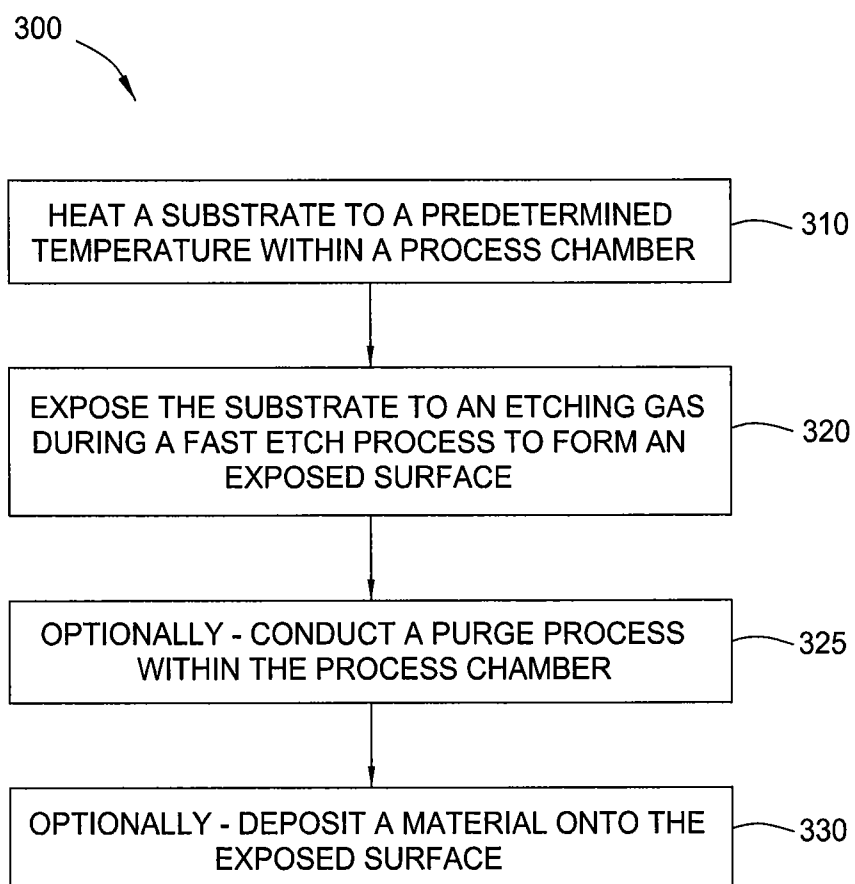 300
HEAT A SUBSTRATE TO A PREDETERMINED
TEMPERATURE WITHIN A PROCESS CHAMBER
310
EXPOSE THE SUBSTRATE TO AN ETCHING GAS
DURING A FAST ETCH PROCESS TO FORM AN
EXPOSED SURFACE
320
OPTIONALLY - CONDUCT A PURGE PROCESS
WITHIN THE PROCESS CHAMBER
325
OPTIONALLY - DEPOSIT A MATERIAL ONTO THE
EXPOSED SURFACE
330